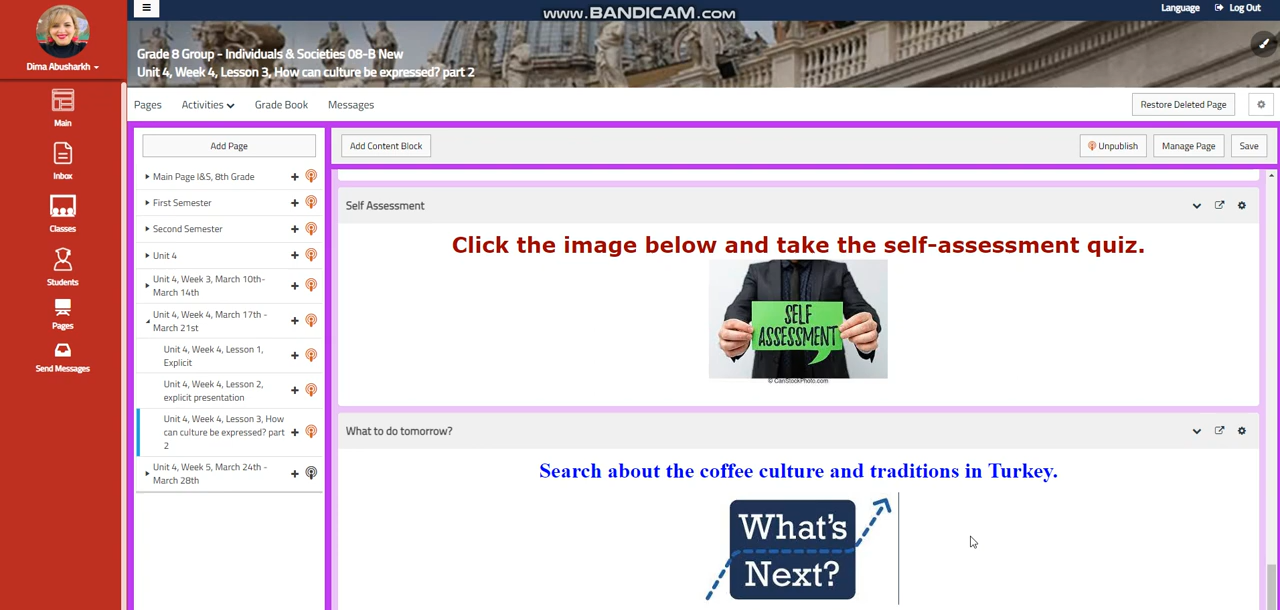 www.BANDICAM.com
Language
Log Out
Dima Abusharkh
Grade 8 Group - Individuals & Societies 08-B New
Unit 4, Week 4, Lesson 3, How can culture be expressed? part 2
Pages
Activities
Grade Book
Messages
Restore Deleted Page
Main
Inbox
Classes
Students
Pages
Send Messages
Add Page
Main Page I&S, 8th Grade
First Semester
Second Semester
Unit 4
Unit 4, Week 3, March 10th-
March 14th
Unit 4, Week 4, March 17th -
March 21st
Unit 4, Week 4, Lesson 1,
Explicit
Unit 4, Week 4, Lesson 2,
explicit presentation
Unit 4, Week 4, Lesson 3, How
can culture be expressed? part
2
Unit 4, Week 5, March 24th -
March 28th
Add Content Block
Unpublish
Manage Page
Save
Self Assessment
Click the image below and take the self-assessment quiz.
SELF
ASSESSMENT
© CanStockPhoto.com
What to do tomorrow?
Search about the coffee culture and traditions in Turkey.
What's
Next?